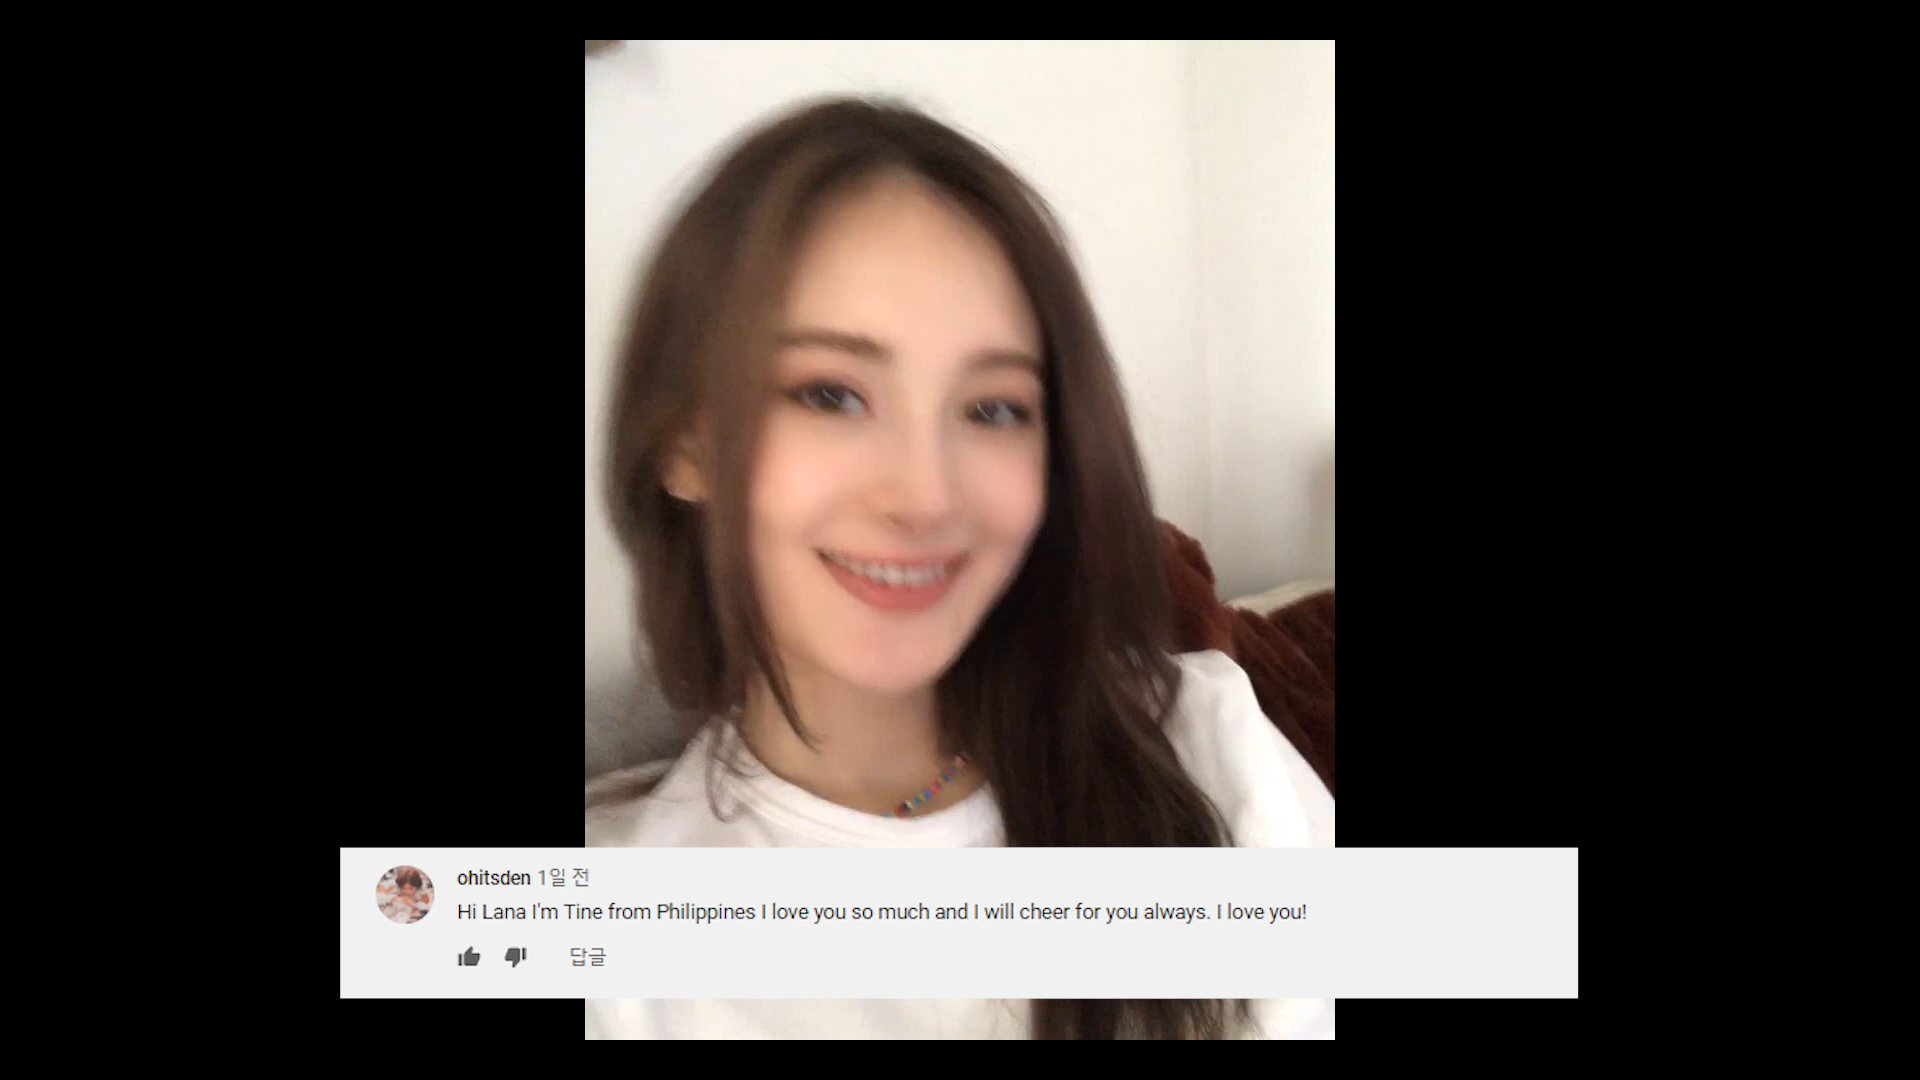 ohitsden 1일 전
Hi Lana I'm Tine from Philippines I love you so much and I will cheer for you always. I love you!
답글